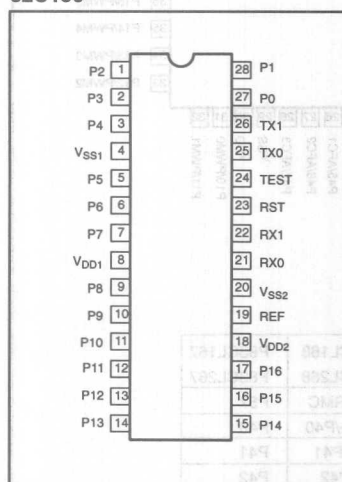 P2 1 28 P1
P3 2 27 P0
P4 3 26 TX1
VSS1 4 25 TX0
P5 5 24 TEST
P6 6 23 RST
P7 7 22 RX1
VDD1 8 21 RX0
P8 9 20 VSS2
P9 10 19 REF
P10 11 18 VDD2
P11 12 17 P16
P12 13 16 P15
P13 14 15 P14